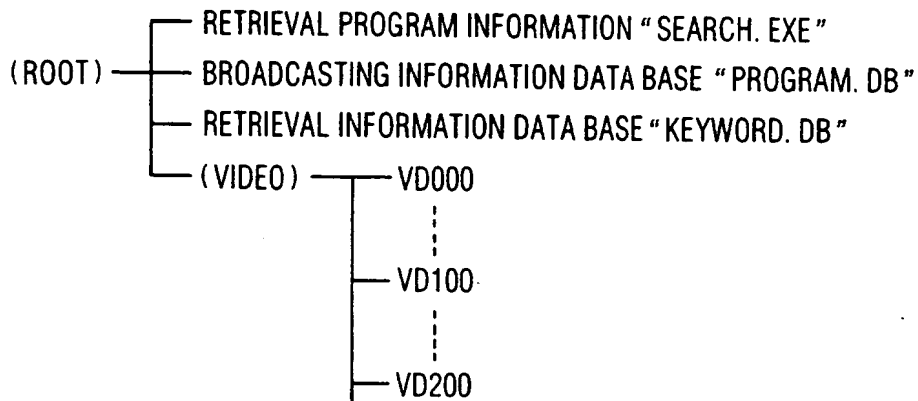 RETRIEVAL PROGRAM INFORMATION "SEARCH. EXE"
(ROOT) BROADCASTING INFORMATION DATA BASE "PROGRAM. DB"
RETRIEVAL INFORMATION DATA BASE "KEYWORD. DB"
(VIDEO) VD000
VD100
VD200